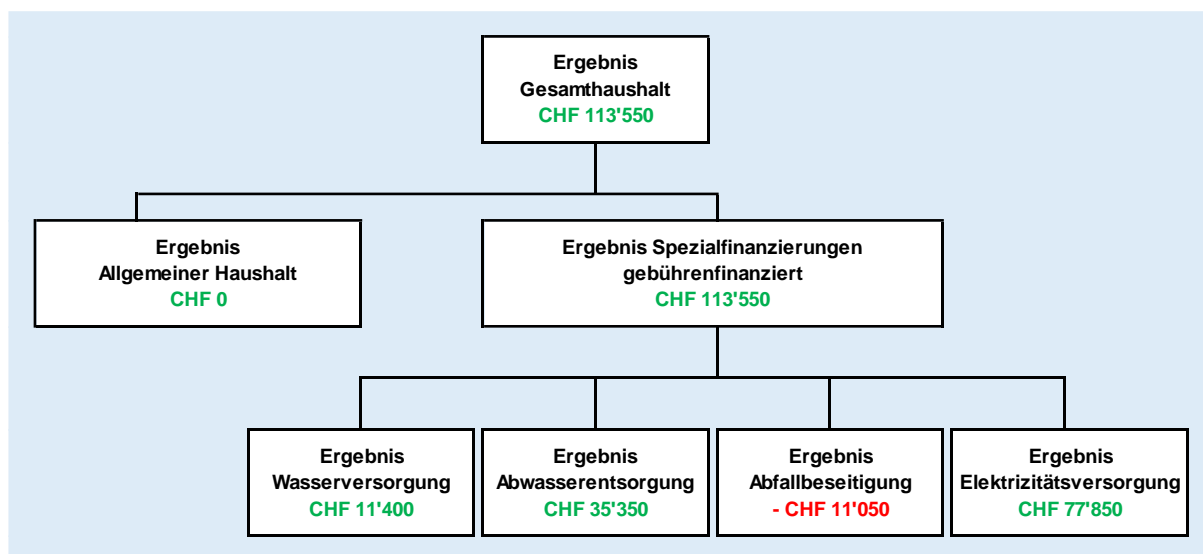 Ergebnis
Gesamthaushalt
CHF 113'550
Ergebnis
Allgemeiner Haushalt
CHF 0
Ergebnis Spezialfinanzierungen
gebührenfinanziert
CHF 113'550
Ergebnis
Wasserversorgung
CHF 11'400
Ergebnis
Abwasserentsorgung
CHF 35'350
Ergebnis
Abfallbeseitigung
- CHF 11'050
Ergebnis
Elektrizitätsversorgung
CHF 77'850